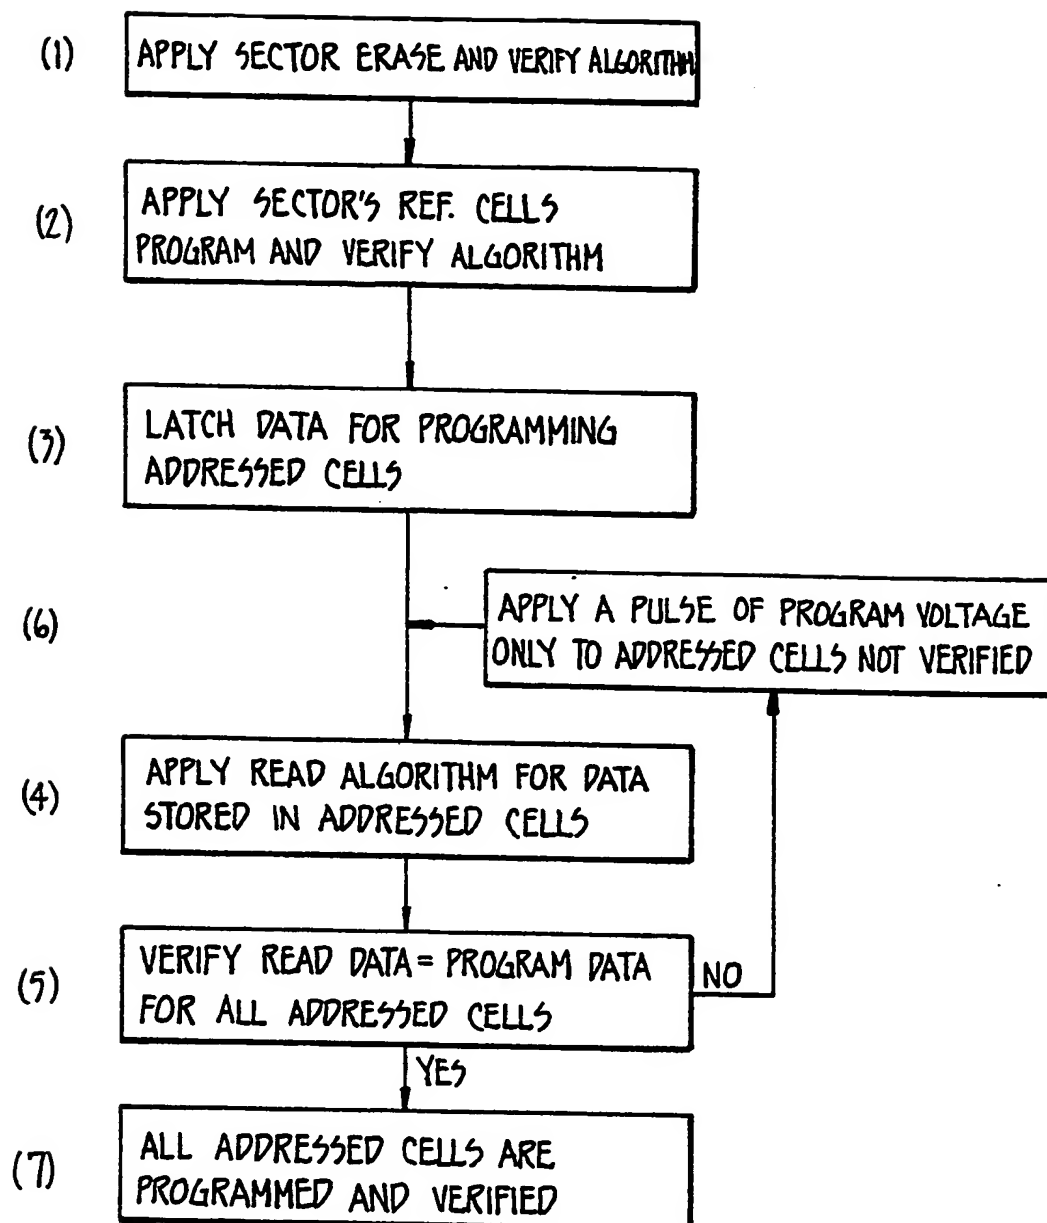 (1) APPLY SECTOR ERASE AND VERIFY ALGORITHM
(2) APPLY SECTOR'S REF. CELLS
PROGRAM AND VERIFY ALGORITHM
(3) LATCH DATA FOR PROGRAMMING
ADDRESSED CELLS
(6) APPLY A PULSE OF PROGRAM VOLTAGE
ONLY TO ADDRESSED CELLS NOT VERIFIED
(4) APPLY READ ALGORITHM FOR DATA
STORED IN ADDRESSED CELLS
(5) VERIFY READ DATA = PROGRAM DATA
FOR ALL ADDRESSED CELLS
NO
YES
(7) ALL ADDRESSED CELLS ARE
PROGRAMMED AND VERIFIED